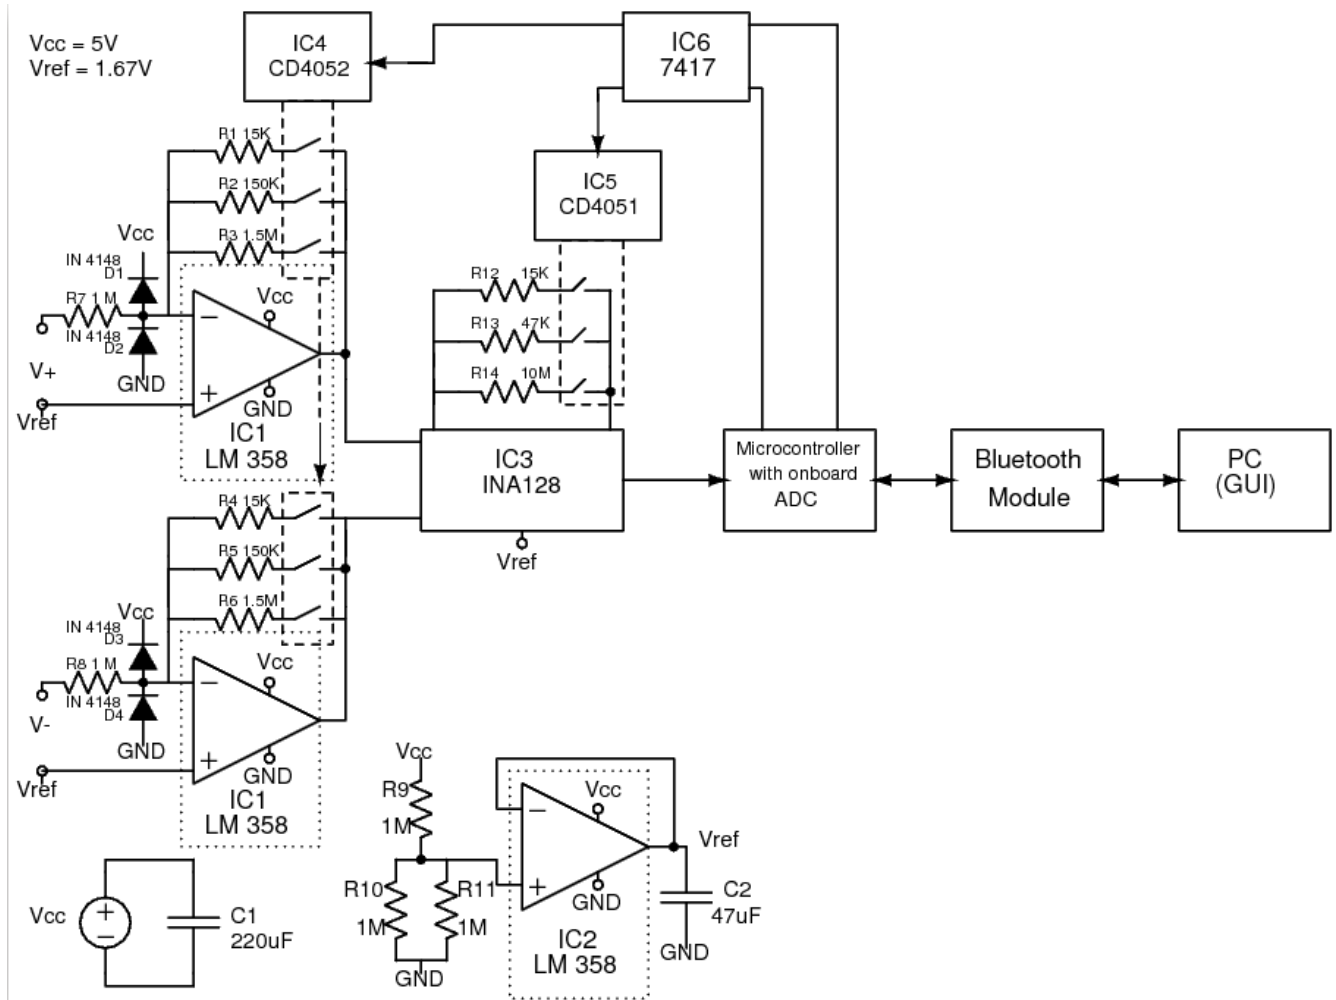 Vcc = 5V
Vref = 1.67V
IC4
CD4052
IC6
7417
R1 15K
R2 150K
R3 1.5M
IC5
CD4051
Vcc
IN 4148
D1
R7 1 M
IN 4148
D2
V+
GND
Vref
Vcc
−
+
GND
IC1
LM 358
R12 15K
R13 47K
R14 10M
IC3
INA128
Vref
Microcontroller
with onboard
ADC
Bluetooth
Module
PC
(GUI)
R4 15K
R5 150K
R6 1.5M
Vcc
IN 4148
D3
R8 1 M
IN 4148
D4
V-
GND
Vref
Vcc
−
+
GND
IC1
LM 358
Vcc
+
−
C1
220uF
Vcc
R9
1M
R10
1M
R11
1M
GND
Vcc
−
+
GND
IC2
LM 358
Vref
C2
47uF
GND